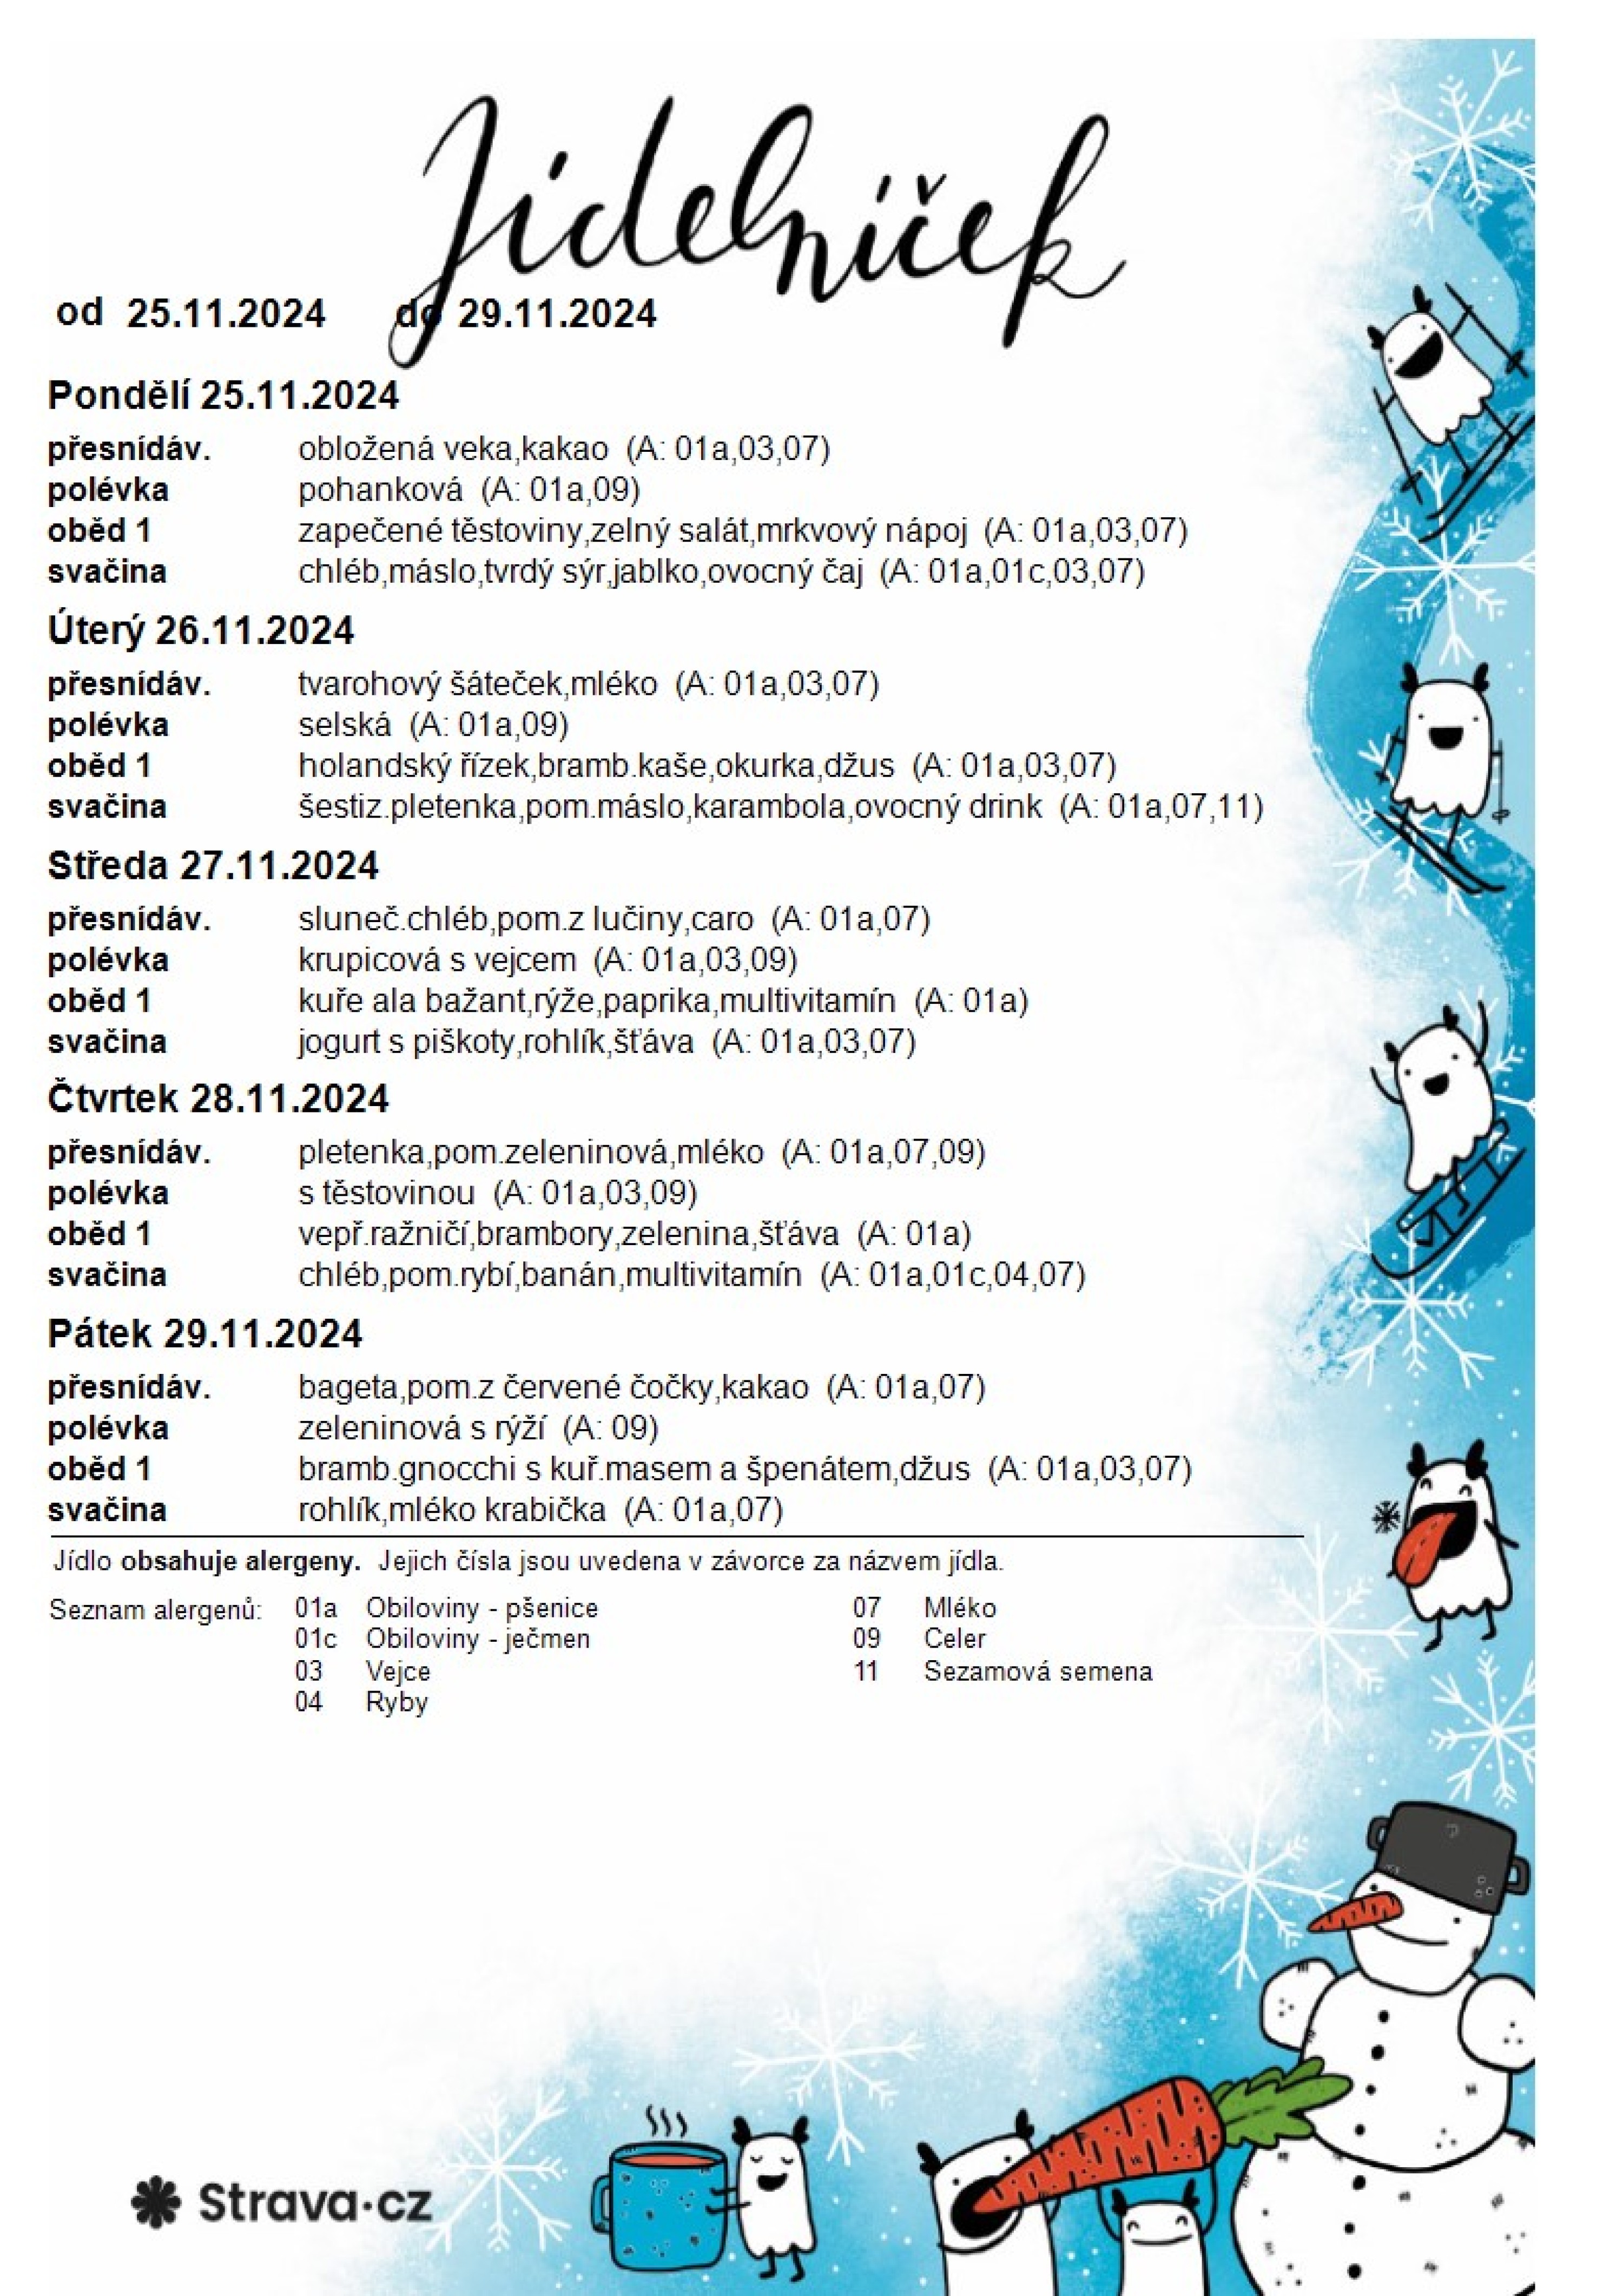 Jídelníček
od 25.11.2024 do 29.11.2024
Pondělí 25.11.2024
přesnídáv. obložená veka,kakao (A: 01a,03,07)
polévka pohanková (A: 01a,09)
oběd 1 zapečené těstoviny,zelný salát,mrkvový nápoj (A: 01a,03,07)
svačina chléb,máslo,tvrdý sýr,jablko,ovocný čaj (A: 01a,01c,03,07)
Úterý 26.11.2024
přesnídáv. tvarohový šáteček,mléko (A: 01a,03,07)
polévka selská (A: 01a,09)
oběd 1 holandský řízek,bramb.kaše,okurka,džus (A: 01a,03,07)
svačina šestiz.pletenka,pom.máslo,karambola,ovocný drink (A: 01a,07,11)
Středa 27.11.2024
přesnídáv. sluneč.chléb,pom.z lučiny,caro (A: 01a,07)
polévka krupicová s vejcem (A: 01a,03,09)
oběd 1 kuře ala bažant,rýže,paprika,multivitamín (A: 01a)
svačina jogurt s piškoty,rohlík,šťáva (A: 01a,03,07)
Čtvrtek 28.11.2024
přesnídáv. pletenka,pom.zeleninová,mléko (A: 01a,07,09)
polévka s těstovinou (A: 01a,03,09)
oběd 1 vepř.ražničí,brambory,zelenina,šťáva (A: 01a)
svačina chléb,pom.rybí,banán,multivitamín (A: 01a,01c,04,07)
Pátek 29.11.2024
přesnídáv. bageta,pom.z červené čočky,kakao (A: 01a,07)
polévka zeleninová s rýží (A: 09)
oběd 1 bramb.gnocchi s kuř.masem a špenátem,džus (A: 01a,03,07)
svačina rohlík,mléko krabička (A: 01a,07)
Jídlo obsahuje alergeny. Jejich čísla jsou uvedena v závorce za názvem jídla.
Seznam alergenů: 01a Obiloviny - pšenice 07 Mléko
01c Obiloviny - ječmen 09 Celer
03 Vejce 11 Sezamová semena
04 Ryby
Strava.cz